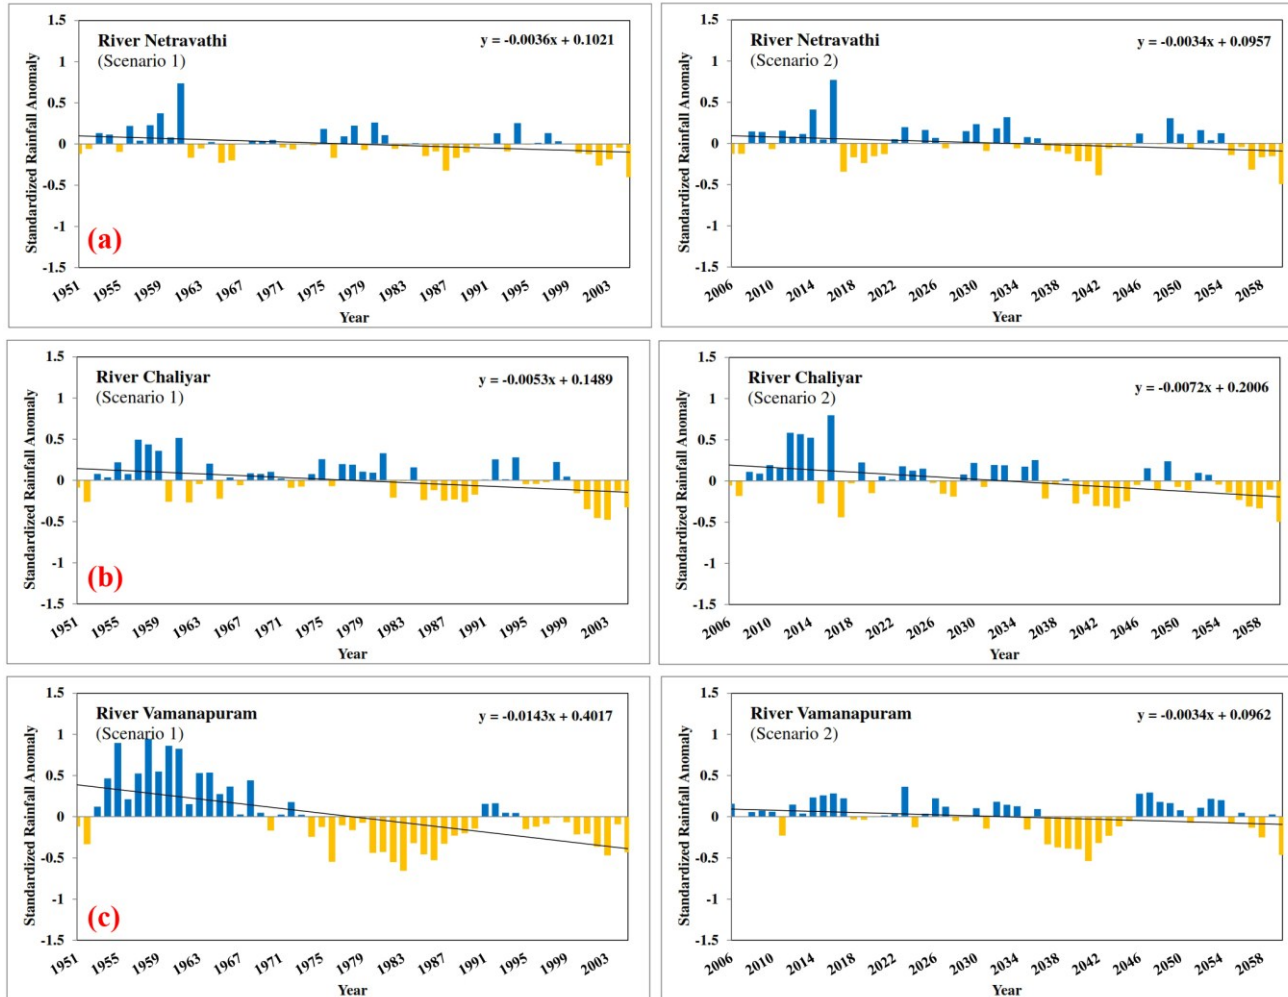 1.5
River Netravathi
(Scenario 1)
y = -0.0036x + 0.1021
1
0.5
0
-0.5
-1
-1.5
Standardized Rainfall Anomaly
(a)
1951 1955 1959 1963 1967 1971 1975 1979 1983 1987 1991 1995 1999 2003
Year
1.5
River Netravathi
(Scenario 2)
y = -0.0034x + 0.0957
1
0.5
0
-0.5
-1
-1.5
Standardized Rainfall Anomaly
2006 2010 2014 2018 2022 2026 2030 2034 2038 2042 2046 2050 2054 2058
Year
1.5
River Chaliyar
(Scenario 1)
y = -0.0053x + 0.1489
1
0.5
0
-0.5
-1
-1.5
Standardized Rainfall Anomaly
(b)
1951 1955 1959 1963 1967 1971 1975 1979 1983 1987 1991 1995 1999 2003
Year
1.5
River Chaliyar
(Scenario 2)
y = -0.0072x + 0.2006
1
0.5
0
-0.5
-1
-1.5
Standardized Rainfall Anomaly
2006 2010 2014 2018 2022 2026 2030 2034 2038 2042 2046 2050 2054 2058
Year
1.5
River Vamanapuram
(Scenario 1)
y = -0.0143x + 0.4017
1
0.5
0
-0.5
-1
-1.5
Standardized Rainfall Anomaly
(c)
1951 1955 1959 1963 1967 1971 1975 1979 1983 1987 1991 1995 1999 2003
Year
1.5
River Vamanapuram
(Scenario 2)
y = -0.0034x + 0.0962
1
0.5
0
-0.5
-1
-1.5
Standardized Rainfall Anomaly
2006 2010 2014 2018 2022 2026 2030 2034 2038 2042 2046 2050 2054 2058
Year